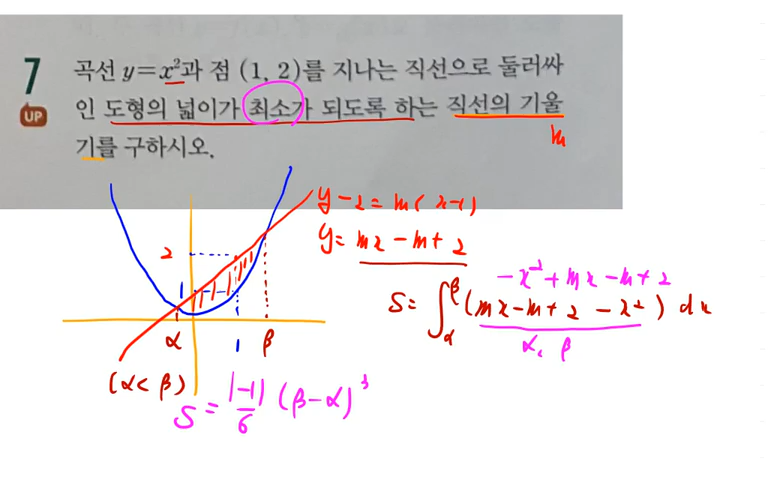 7
UP
곡선 y=x²과 점 (1, 2)를 지나는 직선으로 둘러싸
인 도형의 넓이가 최소가 되도록 하는 직선의 기울
기를 구하시오.
m
y-2=m(x-1)
y=mx-m+2
-x²+mx-m+2
S=∫αβ(mx-m+2-x²)dx
α, β
2
1
α
1
β
(α<β)
S=|-1|/6 (β-α)³